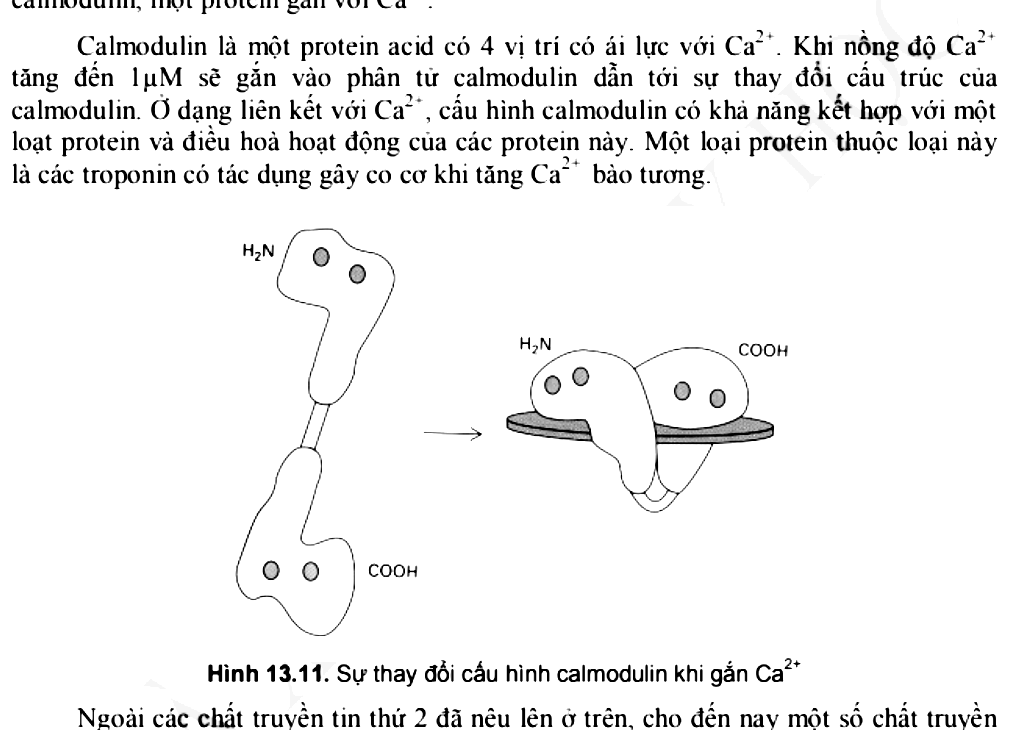 calmodulin, một protein gắn với Ca²⁺.
Calmodulin là một protein acid có 4 vị trí có ái lực với Ca²⁺. Khi nồng độ Ca²⁺
tăng đến 1µM sẽ gắn vào phân tử calmodulin dẫn tới sự thay đổi cấu trúc của
calmodulin. Ở dạng liên kết với Ca²⁺, cấu hình calmodulin có khả năng kết hợp với một
loạt protein và điều hoà hoạt động của các protein này. Một loại protein thuộc loại này
là các troponin có tác dụng gây co cơ khi tăng Ca²⁺ bào tương.
H₂N
H₂N
COOH
COOH
Hình 13.11. Sự thay đổi cấu hình calmodulin khi gắn Ca²⁺
Ngoài các chất truyền tin thứ 2 đã nêu lên ở trên, cho đến nay một số chất truyền